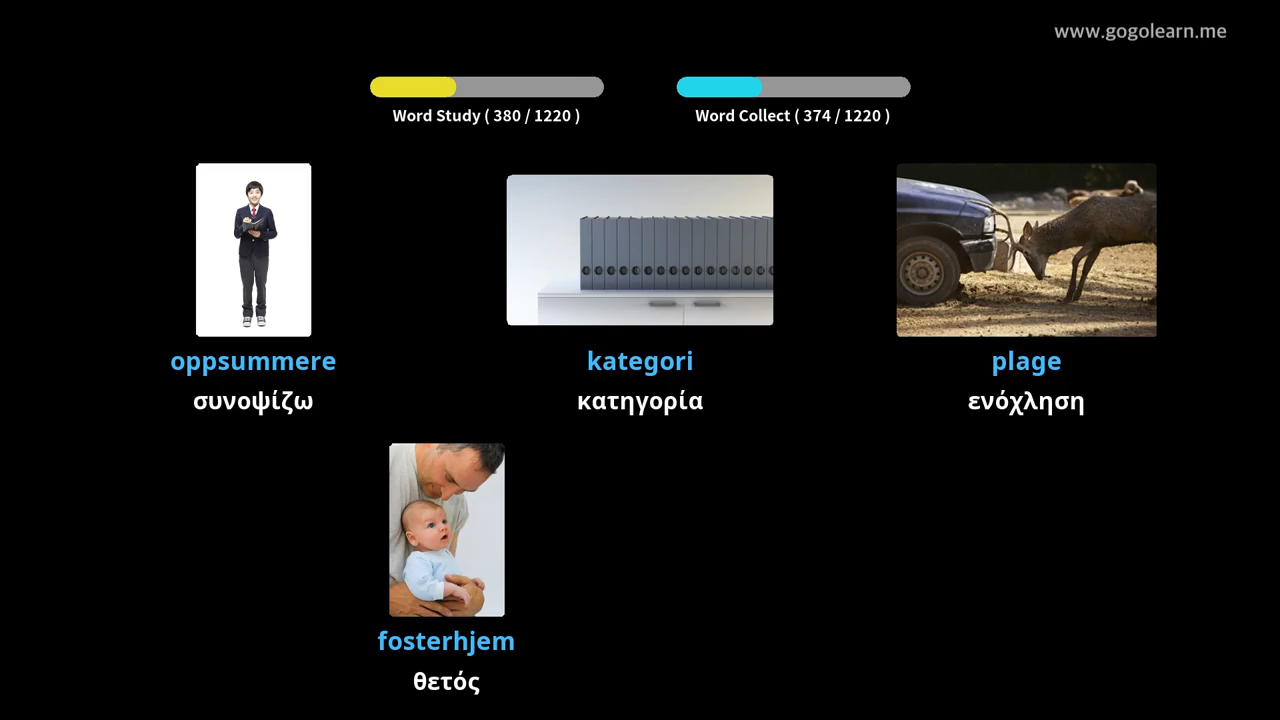 www.gogolearn.me
Word Study ( 380 / 1220 )
Word Collect ( 374 / 1220 )
oppsummere
συνοψίζω
kategori
κατηγορία
plage
ενόχληση
fosterhjem
θετός